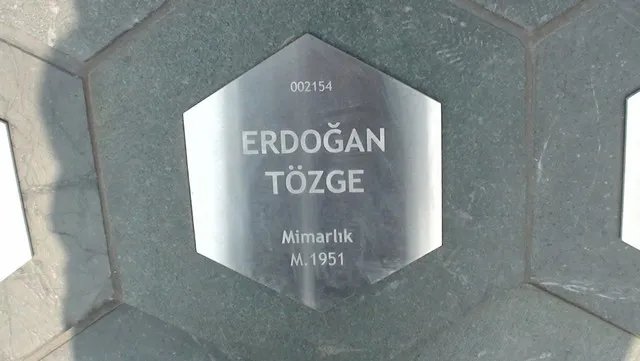 002154
ERDOĞAN
TÖZGE
Mimarlık
M.1951